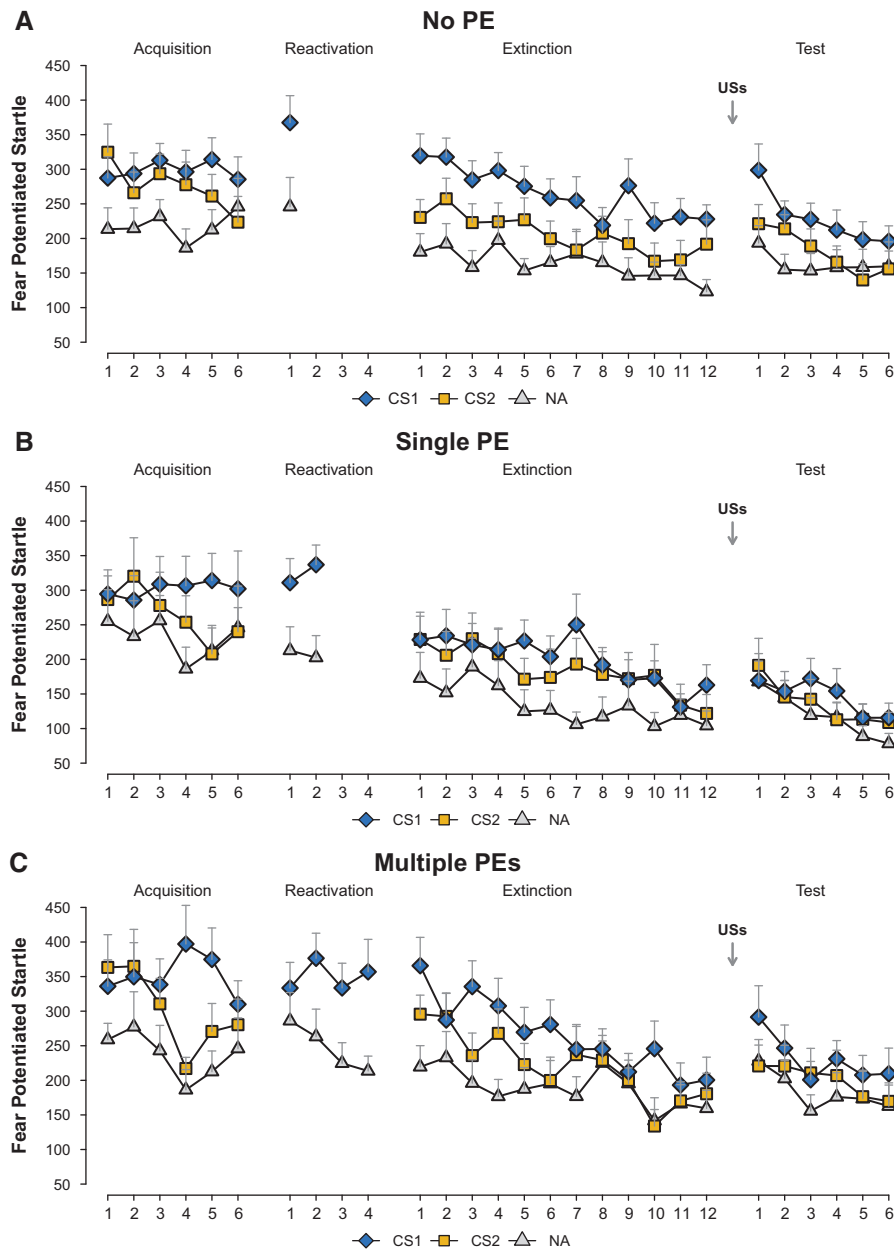 A
No PE
Acquisition Reactivation Extinction Test
Fear Potentiated Startle
450
400
350
300
250
200
150
100
50
USs
1 2 3 4 5 6 1 2 3 4 1 2 3 4 5 6 7 8 9 10 11 12 1 2 3 4 5 6
CS1 CS2 NA
B
Single PE
Acquisition Reactivation Extinction Test
Fear Potentiated Startle
450
400
350
300
250
200
150
100
50
USs
1 2 3 4 5 6 1 2 3 4 1 2 3 4 5 6 7 8 9 10 11 12 1 2 3 4 5 6
CS1 CS2 NA
C
Multiple PEs
Acquisition Reactivation Extinction Test
Fear Potentiated Startle
450
400
350
300
250
200
150
100
50
USs
1 2 3 4 5 6 1 2 3 4 1 2 3 4 5 6 7 8 9 10 11 12 1 2 3 4 5 6
CS1 CS2 NA